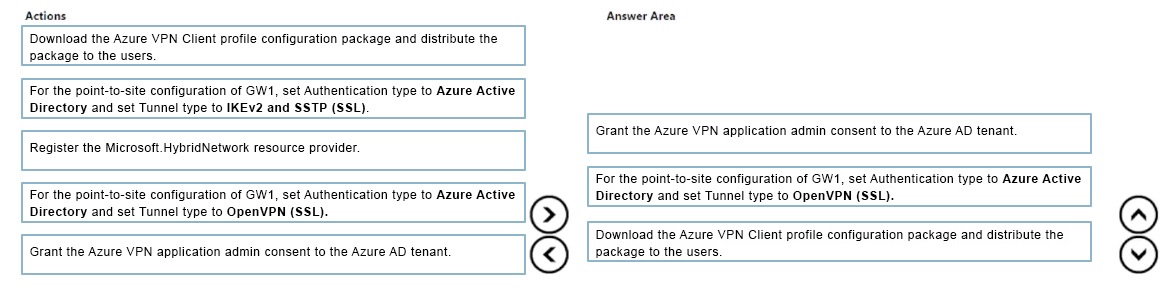 Actions
Download the Azure VPN Client profile configuration package and distribute the
package to the users.
For the point-to-site configuration of GW1, set Authentication type to Azure Active
Directory and set Tunnel type to IKEv2 and SSTP (SSL).
Register the Microsoft.HybridNetwork resource provider.
For the point-to-site configuration of GW1, set Authentication type to Azure Active
Directory and set Tunnel type to OpenVPN (SSL).
Grant the Azure VPN application admin consent to the Azure AD tenant.
Answer Area
Grant the Azure VPN application admin consent to the Azure AD tenant.
For the point-to-site configuration of GW1, set Authentication type to Azure Active
Directory and set Tunnel type to OpenVPN (SSL).
Download the Azure VPN Client profile configuration package and distribute the
package to the users.